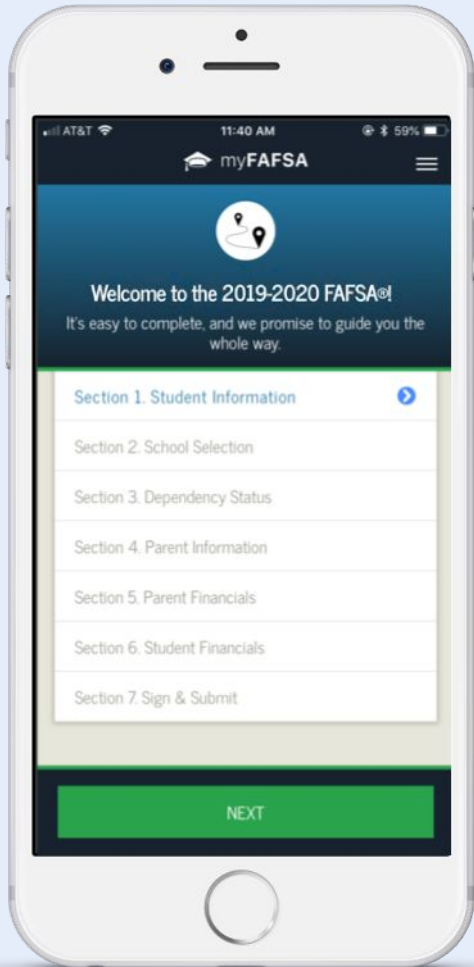 AT&T 11:40 AM 59%
myFAFSA
Welcome to the 2019-2020 FAFSA®!
It's easy to complete, and we promise to guide you the
whole way.
Section 1. Student Information
Section 2. School Selection
Section 3. Dependency Status
Section 4. Parent Information
Section 5. Parent Financials
Section 6. Student Financials
Section 7. Sign & Submit
NEXT